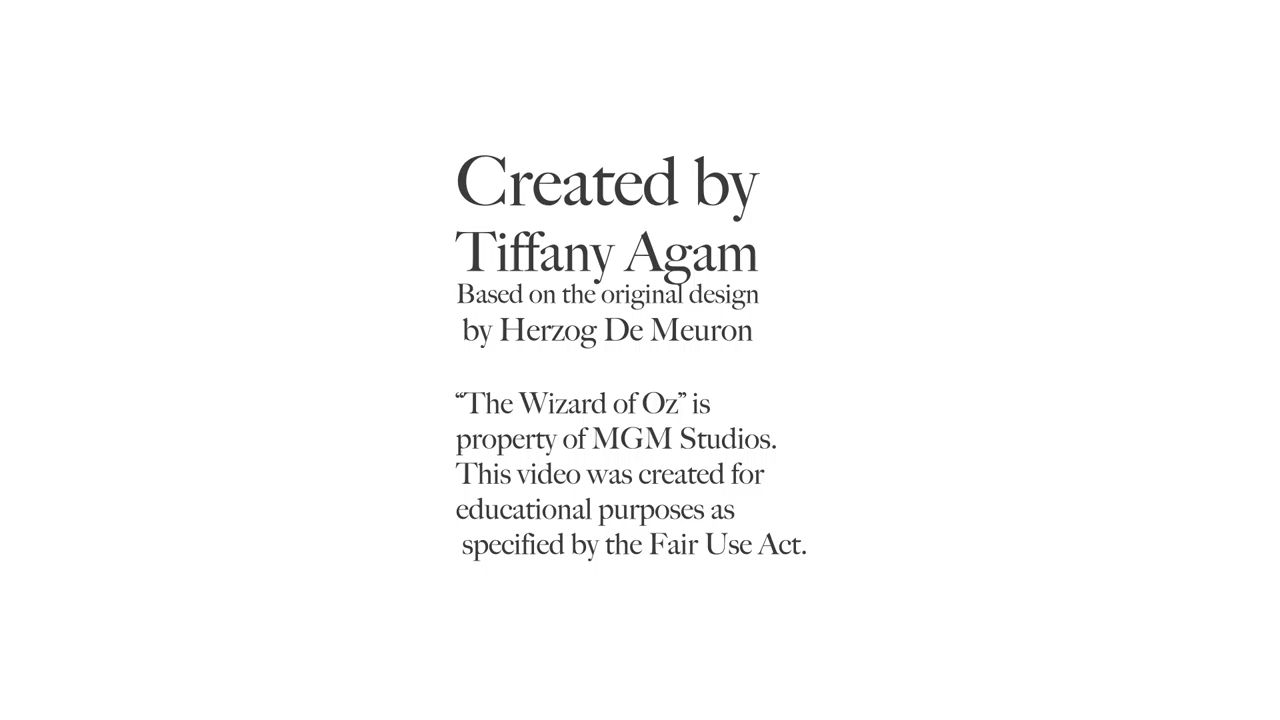 Created by
Tiffany Agam
Based on the original design
by Herzog De Meuron
“The Wizard of Oz” is
property of MGM Studios.
This video was created for
educational purposes as
specified by the Fair Use Act.